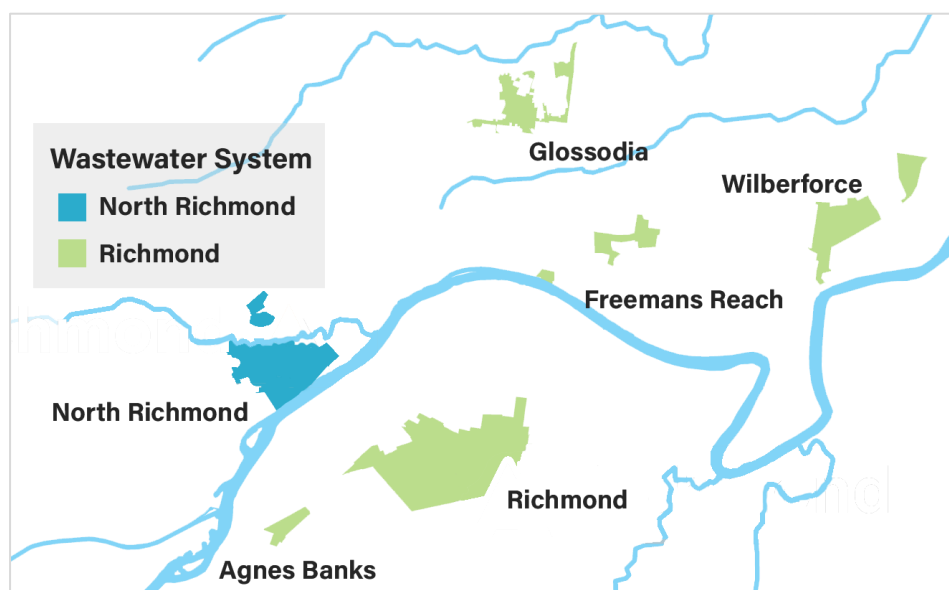 Wastewater System
North Richmond
Richmond
Glossodia
Wilberforce
Freemans Reach
North Richmond
Richmond
Agnes Banks